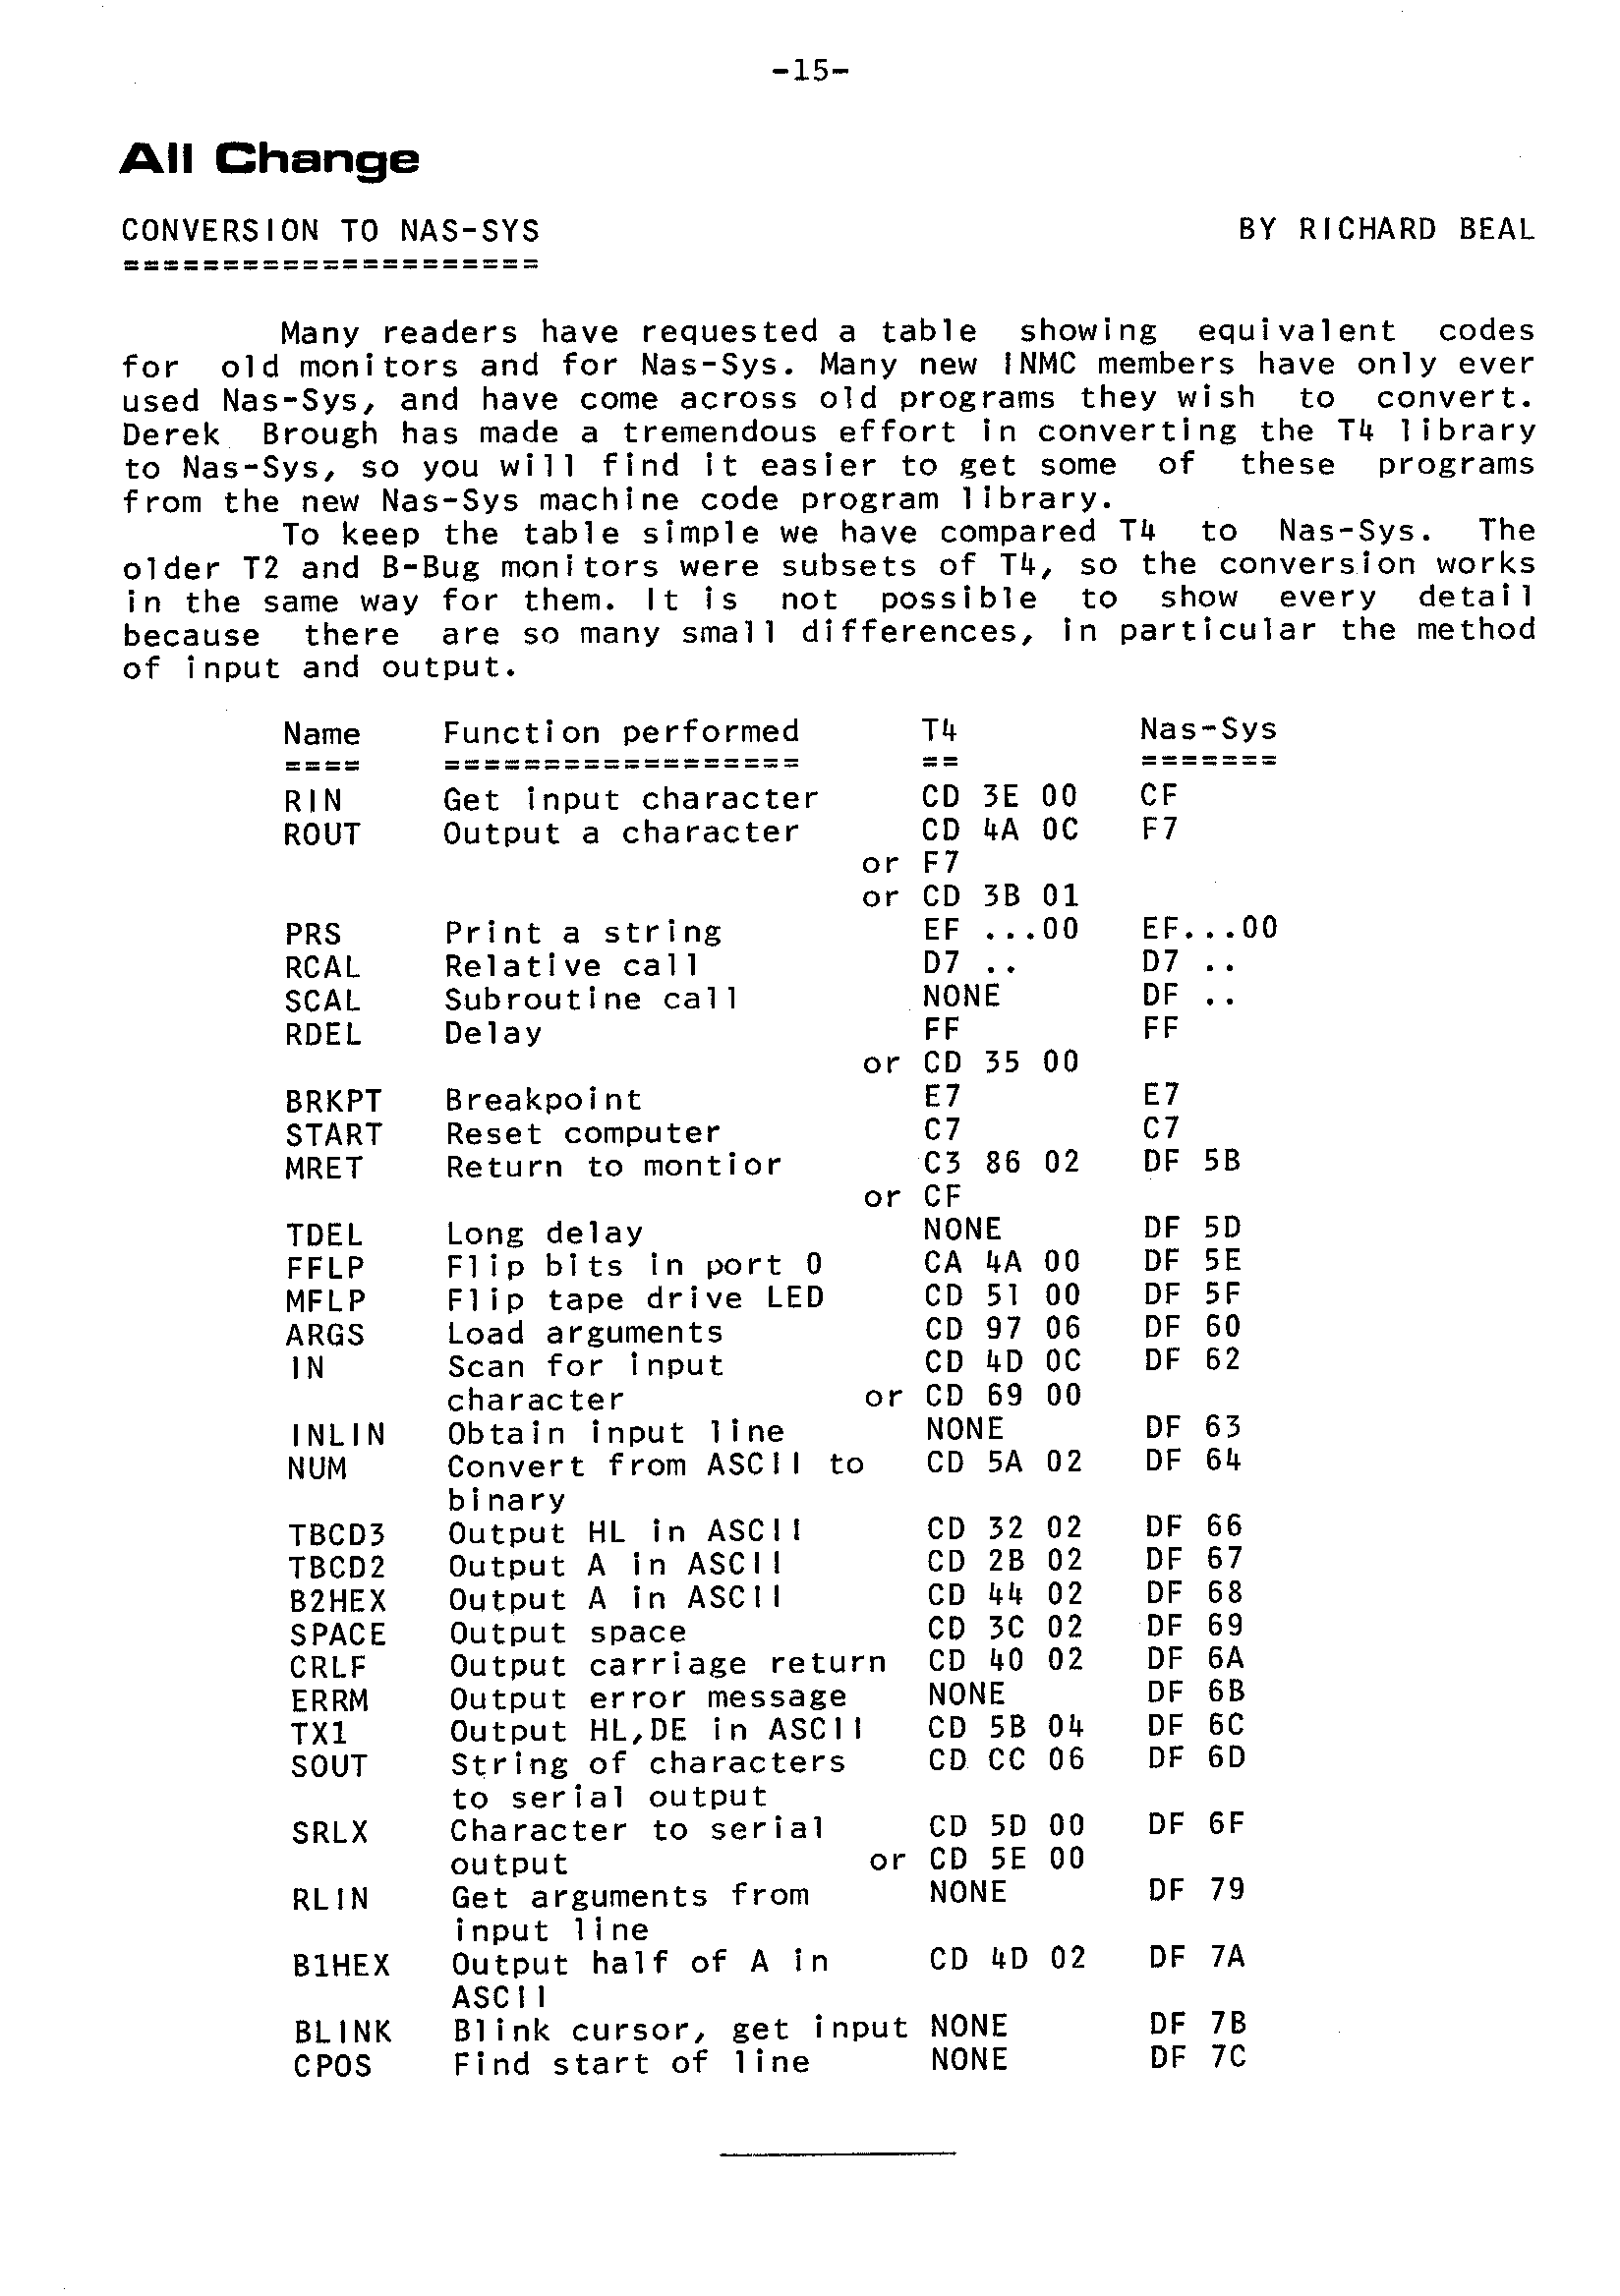 -15-
All Change
CONVERSION TO NAS-SYS BY RICHARD BEAL
=====================
Many readers have requested a table showing equivalent codes
for old monitors and for Nas-Sys. Many new INMC members have only ever
used Nas-Sys, and have come across old programs they wish to convert.
Derek Brough has made a tremendous effort in converting the T4 library
to Nas-Sys, so you will find it easier to get some of these programs
from the new Nas-Sys machine code program library.
To keep the table simple we have compared T4 to Nas-Sys. The
older T2 and B-Bug monitors were subsets of T4, so the conversion works
in the same way for them. It is not possible to show every detail
because there are so many small differences, in particular the method
of input and output.
Name Function performed T4 Nas-Sys
==== ================== == =======
RIN Get input character CD 3E 00 CF
ROUT Output a character CD 4A 0C F7
or F7
or CD 3B 01
PRS Print a string EF ...00 EF...00
RCAL Relative call D7 .. D7 ..
SCAL Subroutine call NONE DF ..
RDEL Delay FF FF
or CD 35 00
BRKPT Breakpoint E7 E7
START Reset computer C7 C7
MRET Return to montior C3 86 02 DF 5B
or CF
TDEL Long delay NONE DF 5D
FFLP Flip bits in port 0 CA 4A 00 DF 5E
MFLP Flip tape drive LED CD 51 00 DF 5F
ARGS Load arguments CD 97 06 DF 60
IN Scan for input CD 4D 0C DF 62
character or CD 69 00
INLIN Obtain input line NONE DF 63
NUM Convert from ASCII to CD 5A 02 DF 64
binary
TBCD3 Output HL in ASCII CD 32 02 DF 66
TBCD2 Output A in ASCII CD 2B 02 DF 67
B2HEX Output A in ASCII CD 44 02 DF 68
SPACE Output space CD 3C 02 DF 69
CRLF Output carriage return CD 40 02 DF 6A
ERRM Output error message NONE DF 6B
TX1 Output HL,DE in ASCII CD 5B 04 DF 6C
SOUT String of characters CD CC 06 DF 6D
to serial output
SRLX Character to serial CD 5D 00 DF 6F
output or CD 5E 00
RLIN Get arguments from NONE DF 79
input line
B1HEX Output half of A in CD 4D 02 DF 7A
ASCII
BLINK Blink cursor, get input NONE DF 7B
CPOS Find start of line NONE DF 7C